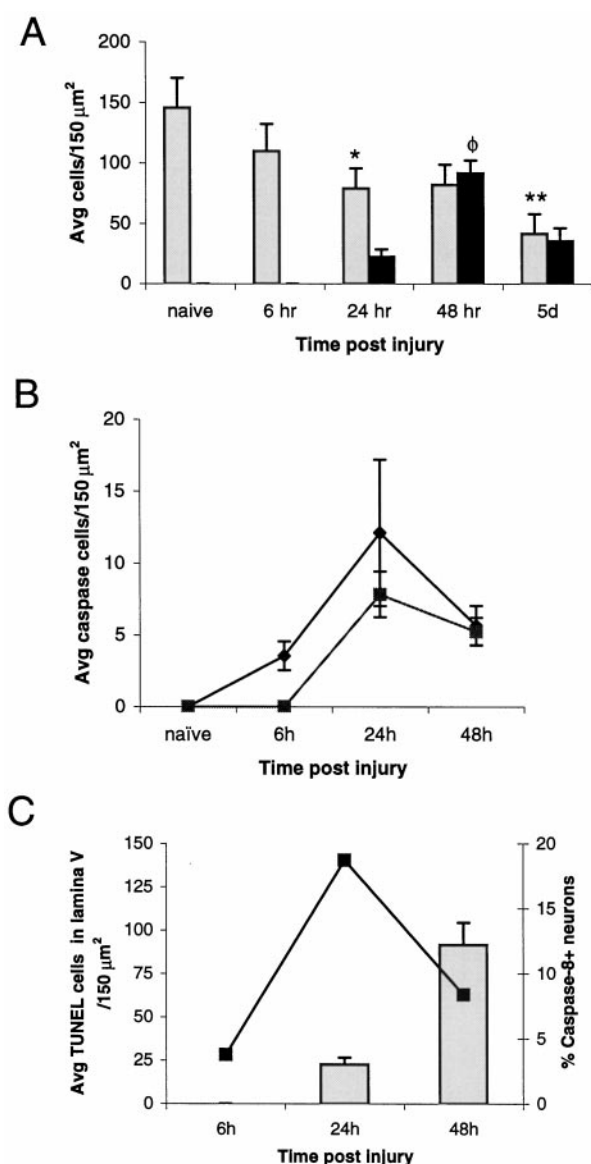 A
Avg cells/150 µm²
200
150
100
50
0
*
ϕ
**
naive 6 hr 24 hr 48 hr 5d
Time post injury
B
Avg caspase cells/150 µm²
20
15
10
5
0
naïve 6h 24h 48h
Time post injury
C
Avg TUNEL cells in lamina V
/150 µm²
150
125
100
75
50
25
0
20
15
10
5
0
% Caspase-8+ neurons
6h 24h 48h
Time post injury